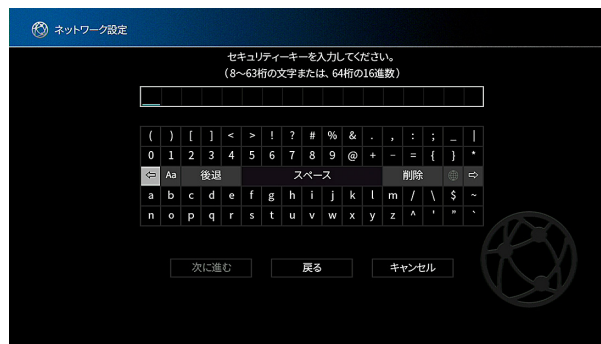 ネットワーク設定
セキュリティーキーを入力してください。
(8～63桁の文字または、64桁の16進数)
( ) [ ] < > ! ? # % & . , : ; _ |
0 1 2 3 4 5 6 7 8 9 @ + - = { } *
⇦ Aa 後退 スペース 削除 ⇨
a b c d e f g h i j k l m / \ $ ~
n o p q r s t u v w x y z ^ ' " `
次に進む 戻る キャンセル